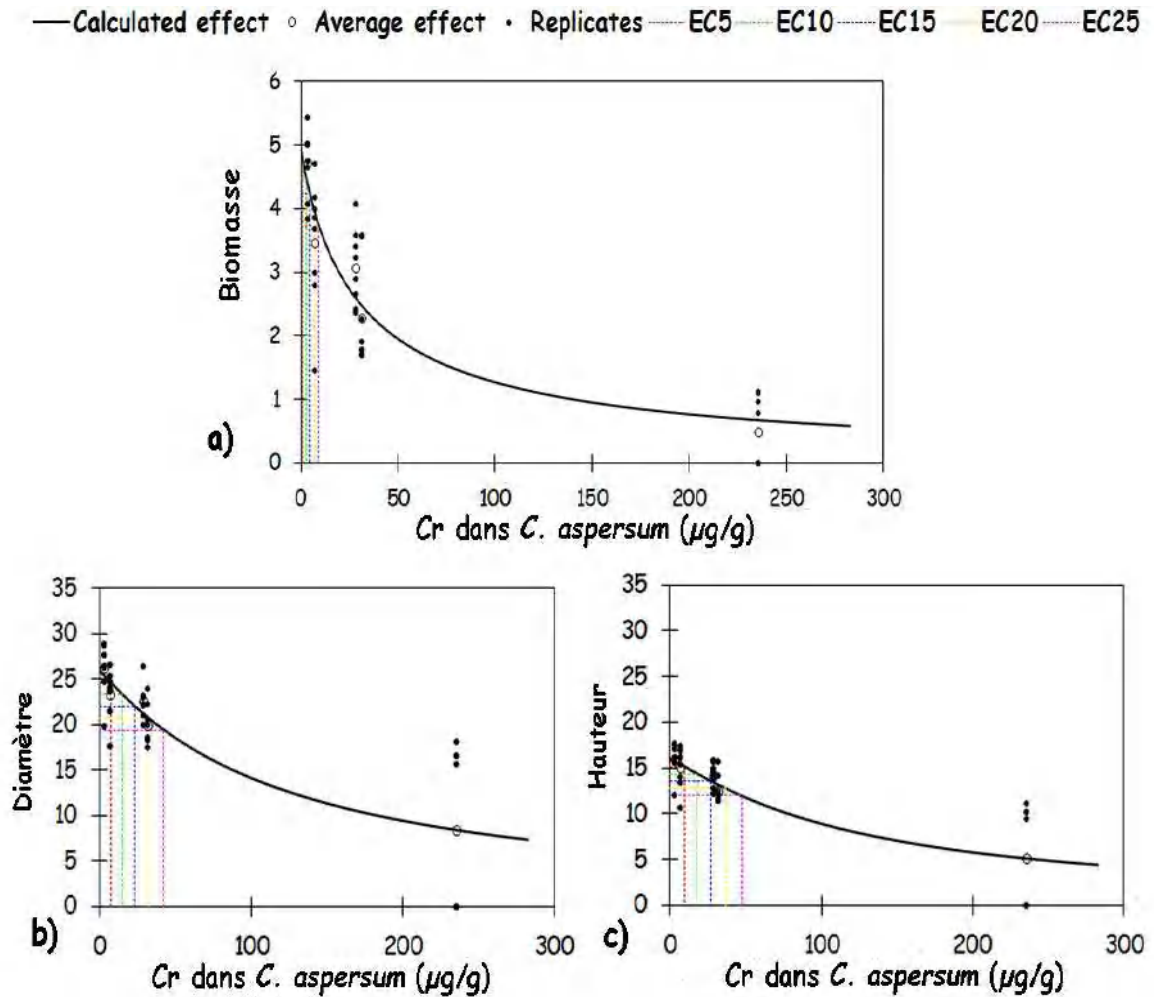 Calculated effect Average effect Replicates EC5 EC10 EC15 EC20 EC25
6
5
4
3
2
1
0
Biomasse
a)
0 50 100 150 200 250 300
Cr dans C. aspersum (µg/g)
35
30
25
20
15
10
5
0
Diamètre
b)
0 100 200 300
Cr dans C. aspersum (µg/g)
35
30
25
20
15
10
5
0
Hauteur
c)
0 100 200 300
Cr dans C. aspersum (µg/g)